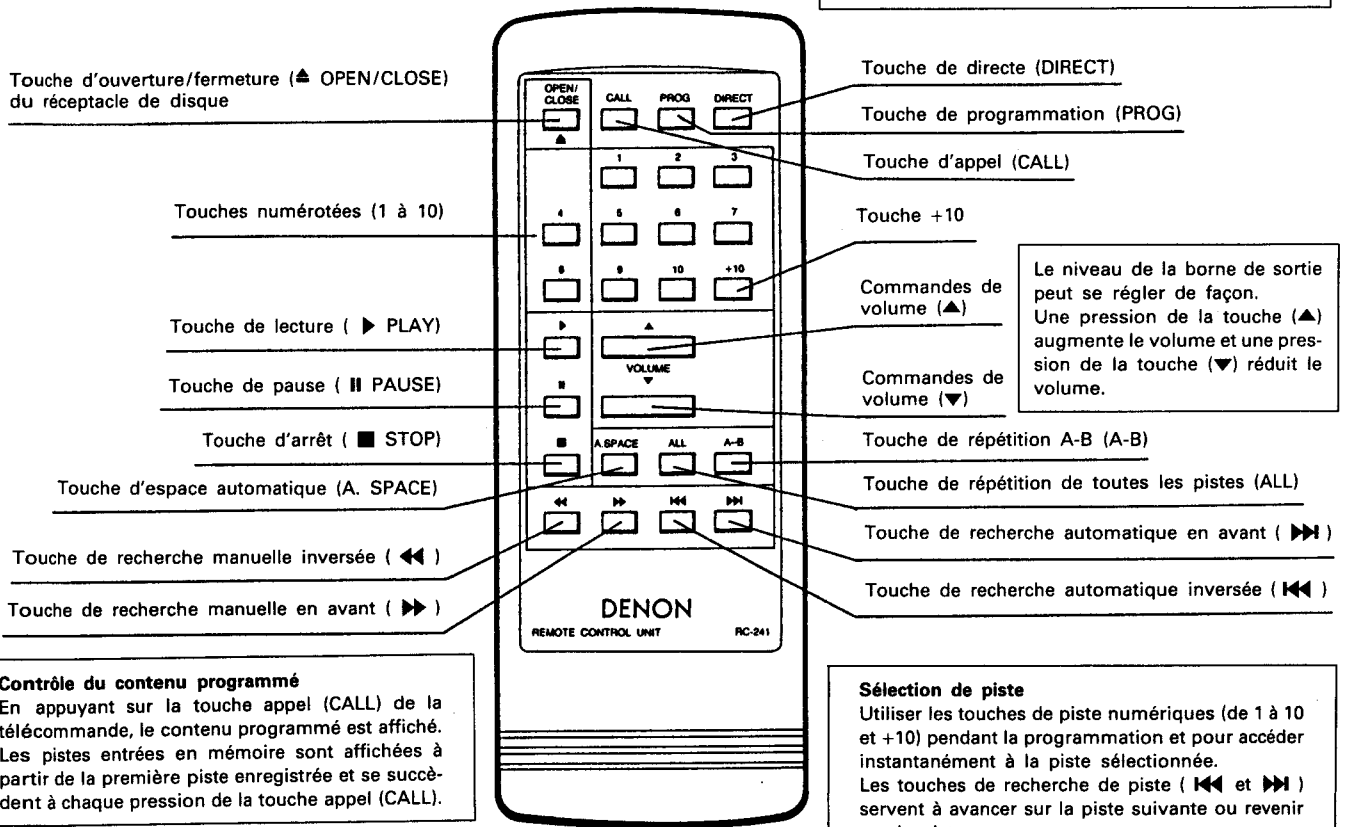 Touche d'ouverture/fermeture (⏏ OPEN/CLOSE)
du réceptacle de disque
Touches numérotées (1 à 10)
Touche de lecture ( ▶ PLAY)
Touche de pause ( ⏸ PAUSE)
Touche d'arrêt ( ■ STOP)
Touche d'espace automatique (A. SPACE)
Touche de recherche manuelle inversée ( ◀◀ )
Touche de recherche manuelle en avant ( ▶▶ )
OPEN/
CLOSE
CALL PROG DIRECT
⏏
1 2 3
4 5 6 7
8 9 10 +10
▶ ▲
VOLUME
⏸ ▼
■ A.SPACE ALL A–B
◀◀ ▶▶ |◀◀ ▶▶|
DENON
REMOTE CONTROL UNIT RC-241
Touche de directe (DIRECT)
Touche de programmation (PROG)
Touche d'appel (CALL)
Touche +10
Commandes de
volume (▲)
Commandes de
volume (▼)
Le niveau de la borne de sortie
peut se régler de façon.
Une pression de la touche (▲)
augmente le volume et une pres-
sion de la touche (▼) réduit le
volume.
Touche de répétition A-B (A-B)
Touche de répétition de toutes les pistes (ALL)
Touche de recherche automatique en avant ( ▶▶| )
Touche de recherche automatique inversée ( |◀◀ )
Contrôle du contenu programmé
En appuyant sur la touche appel (CALL) de la
télécommande, le contenu programmé est affiché.
Les pistes entrées en mémoire sont affichées à
partir de la première piste enregistrée et se succè-
dent à chaque pression de la touche appel (CALL).
Sélection de piste
Utiliser les touches de piste numériques (de 1 à 10
et +10) pendant la programmation et pour accéder
instantanément à la piste sélectionnée.
Les touches de recherche de piste ( |◀◀ et ▶▶| )
servent à avancer sur la piste suivante ou revenir